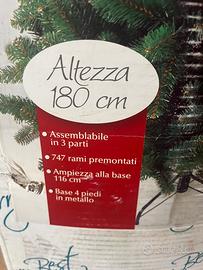 Altezza
180 cm
• Assemblabile
in 3 parti
• 747 rami premontati
• Ampiezza alla base
116 cm
• Base 4 piedi
in metallo
Best